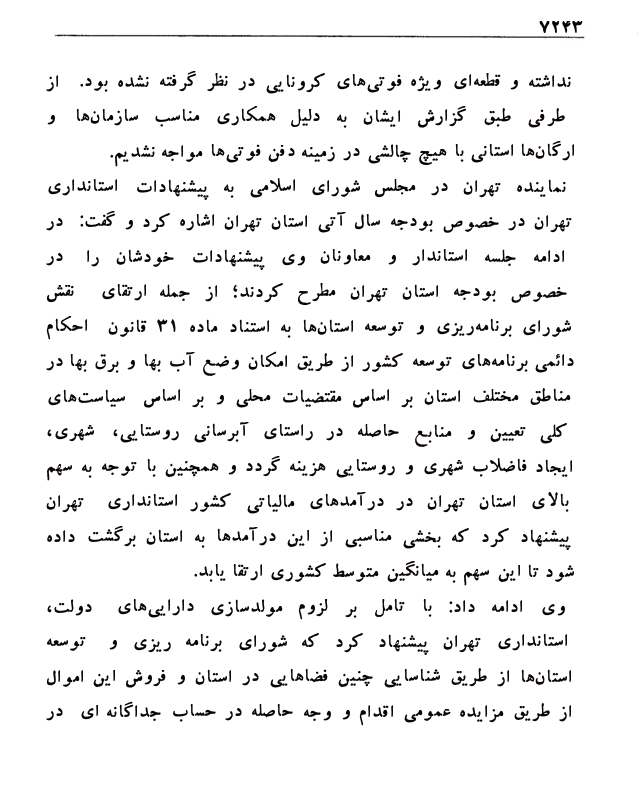 ۷۲۴۳
نداشته و قطعه‌ای ویژه فوتی‌های کرونایی در نظر گرفته نشده بود. از
طرفی طبق گزارش ایشان به دلیل همکاری مناسب سازمان‌ها و
ارگان‌ها استانی با هیچ چالشی در زمینه دفن فوتی‌ها مواجه نشدیم.
نماینده تهران در مجلس شورای اسلامی به پیشنهادات استانداری
تهران در خصوص بودجه سال آتی استان تهران اشاره کرد و گفت: در
ادامه جلسه استاندار و معاونان وی پیشنهادات خودشان را در
خصوص بودجه استان تهران مطرح کردند؛ از جمله ارتقای نقش
شورای برنامه‌ریزی و توسعه استان‌ها به استناد ماده ۳۱ قانون احکام
دائمی برنامه‌های توسعه کشور از طریق امکان وضع آب بها و برق بها در
مناطق مختلف استان بر اساس مقتضیات محلی و بر اساس سیاست‌های
کلی تعیین و منابع حاصله در راستای آبرسانی روستایی، شهری،
ایجاد فاضلاب شهری و روستایی هزینه گردد و همچنین با توجه به سهم
بالای استان تهران در درآمدهای مالیاتی کشور استانداری تهران
پیشنهاد کرد که بخشی مناسبی از این درآمدها به استان برگشت داده
شود تا این سهم به میانگین متوسط کشوری ارتقا یابد.
وی ادامه داد: با تامل بر لزوم مولدسازی دارایی‌های دولت،
استانداری تهران پیشنهاد کرد که شورای برنامه ریزی و توسعه
استان‌ها از طریق شناسایی چنین فضاهایی در استان و فروش این اموال
از طریق مزایده عمومی اقدام و وجه حاصله در حساب جداگانه ای در